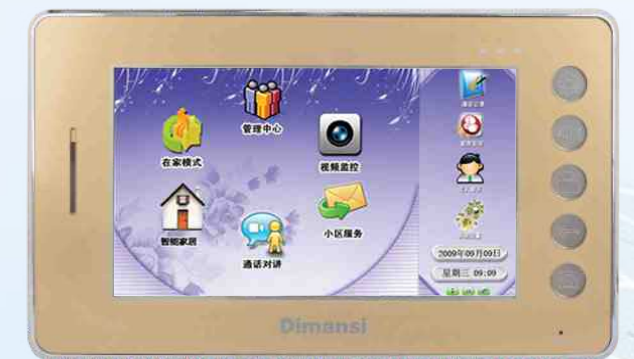 管理中心
在家模式
视频监控
智能家居
小区服务
通话对讲
2009年09月09日
星期三 09:09
Dimansi